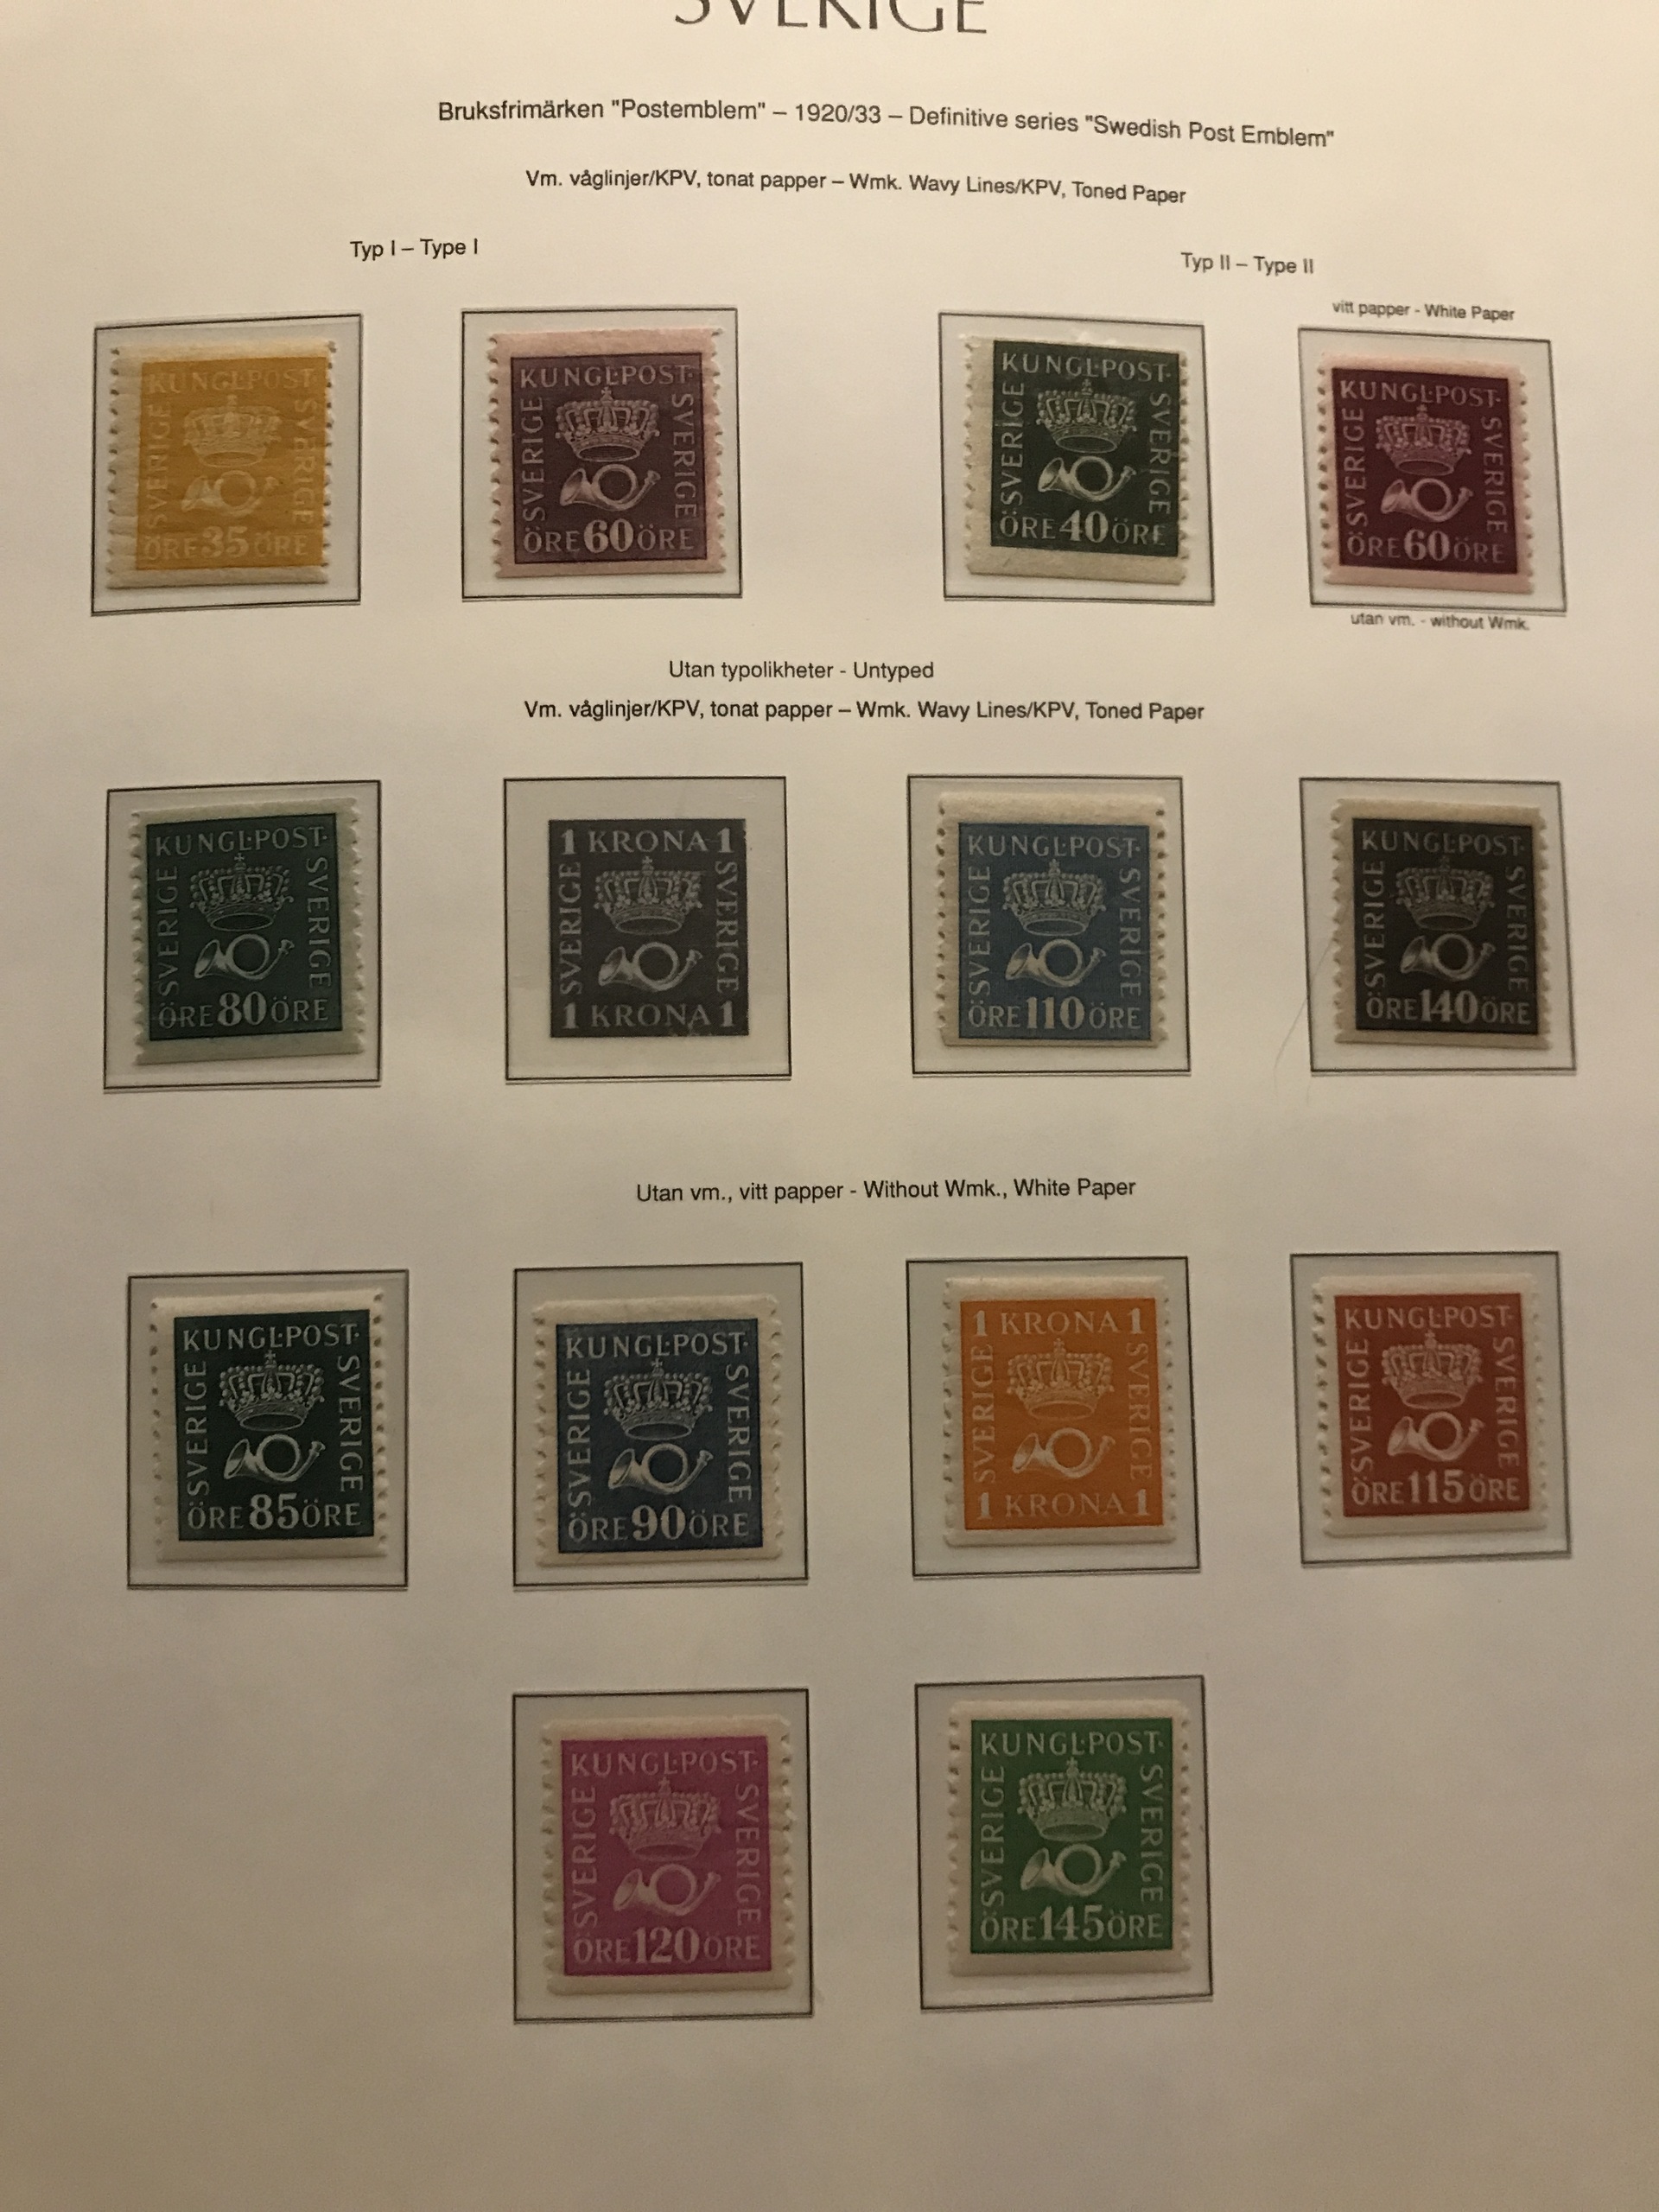 SVERIGE
Bruksfrimärken "Postemblem" – 1920/33 – Definitive series "Swedish Post Emblem"
Vm. våglinjer/KPV, tonat papper – Wmk. Wavy Lines/KPV, Toned Paper
Typ I – Type I
Typ II – Type II
vitt papper - White Paper
KUNGL·POST·
SVERIGE
SVERIGE
ÖRE 35 ÖRE
KUNGL·POST·
SVERIGE
SVERIGE
ÖRE 60 ÖRE
KUNGL·POST·
SVERIGE
SVERIGE
ÖRE 40 ÖRE
KUNGL·POST·
SVERIGE
SVERIGE
ÖRE 60 ÖRE
utan vm. - without Wmk.
Utan typolikheter - Untyped
Vm. våglinjer/KPV, tonat papper – Wmk. Wavy Lines/KPV, Toned Paper
KUNGL·POST·
SVERIGE
SVERIGE
ÖRE 80 ÖRE
1 KRONA 1
SVERIGE
SVERIGE
1 KRONA 1
KUNGL·POST·
SVERIGE
SVERIGE
ÖRE 110 ÖRE
KUNGL·POST·
SVERIGE
SVERIGE
ÖRE 140 ÖRE
Utan vm., vitt papper - Without Wmk., White Paper
KUNGL·POST·
SVERIGE
SVERIGE
ÖRE 85 ÖRE
KUNGL·POST·
SVERIGE
SVERIGE
ÖRE 90 ÖRE
1 KRONA 1
SVERIGE
SVERIGE
1 KRONA 1
KUNGL·POST·
SVERIGE
SVERIGE
ÖRE 115 ÖRE
KUNGL·POST·
SVERIGE
SVERIGE
ÖRE 120 ÖRE
KUNGL·POST·
SVERIGE
SVERIGE
ÖRE 145 ÖRE